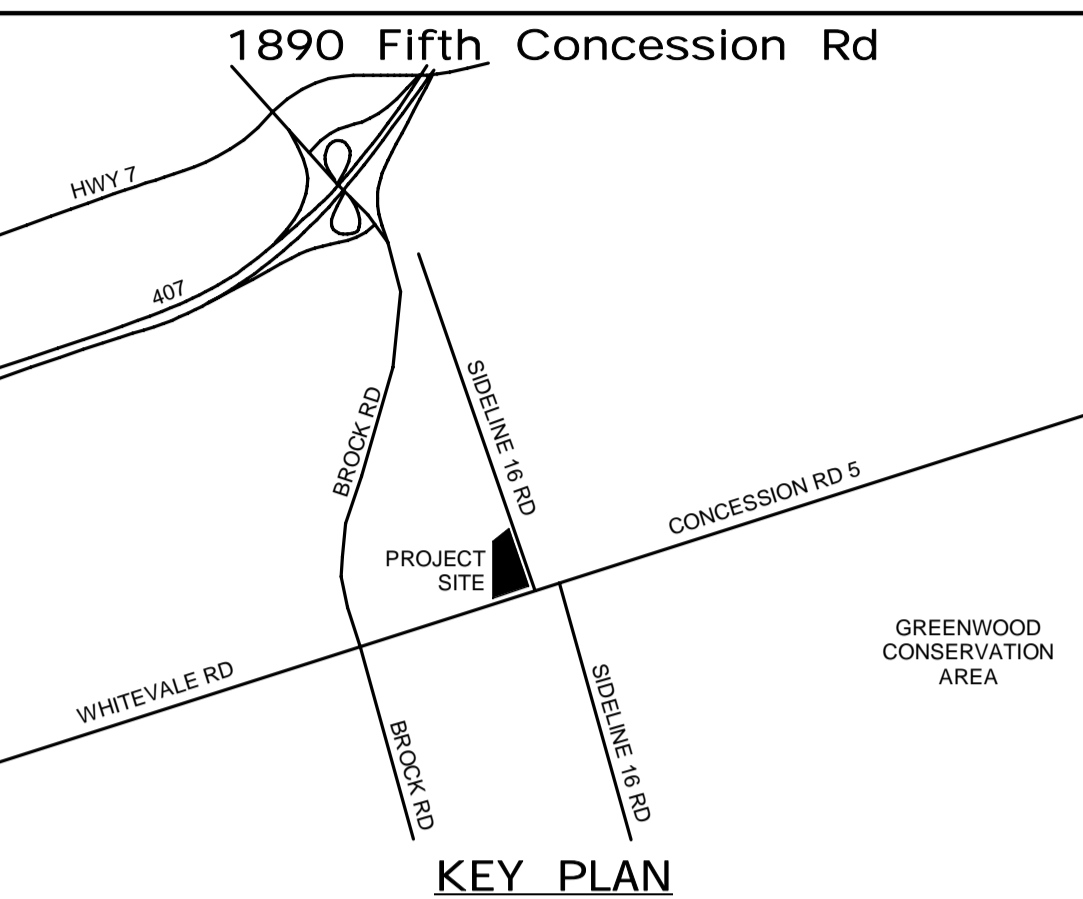 1890 Fifth Concession Rd
HWY 7
407
SIDELINE 16 RD
BROCK RD
CONCESSION RD 5
PROJECT
SITE
GREENWOOD
CONSERVATION
AREA
WHITEVALE RD
SIDELINE 16 RD
BROCK RD
KEY PLAN